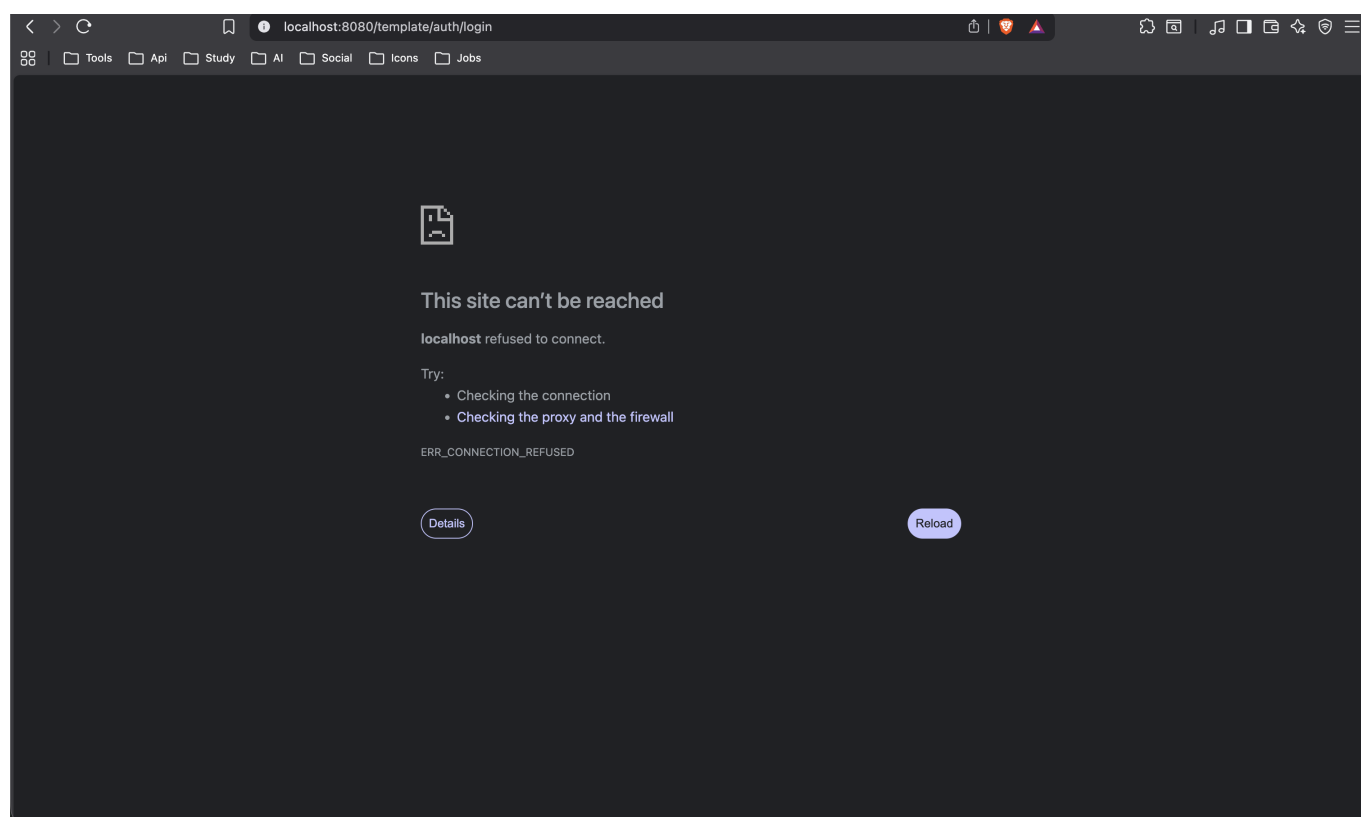 localhost:8080/template/auth/login
Tools Api Study AI Social Icons Jobs
This site can't be reached
localhost refused to connect.
Try:
• Checking the connection
• Checking the proxy and the firewall
ERR_CONNECTION_REFUSED
Details Reload